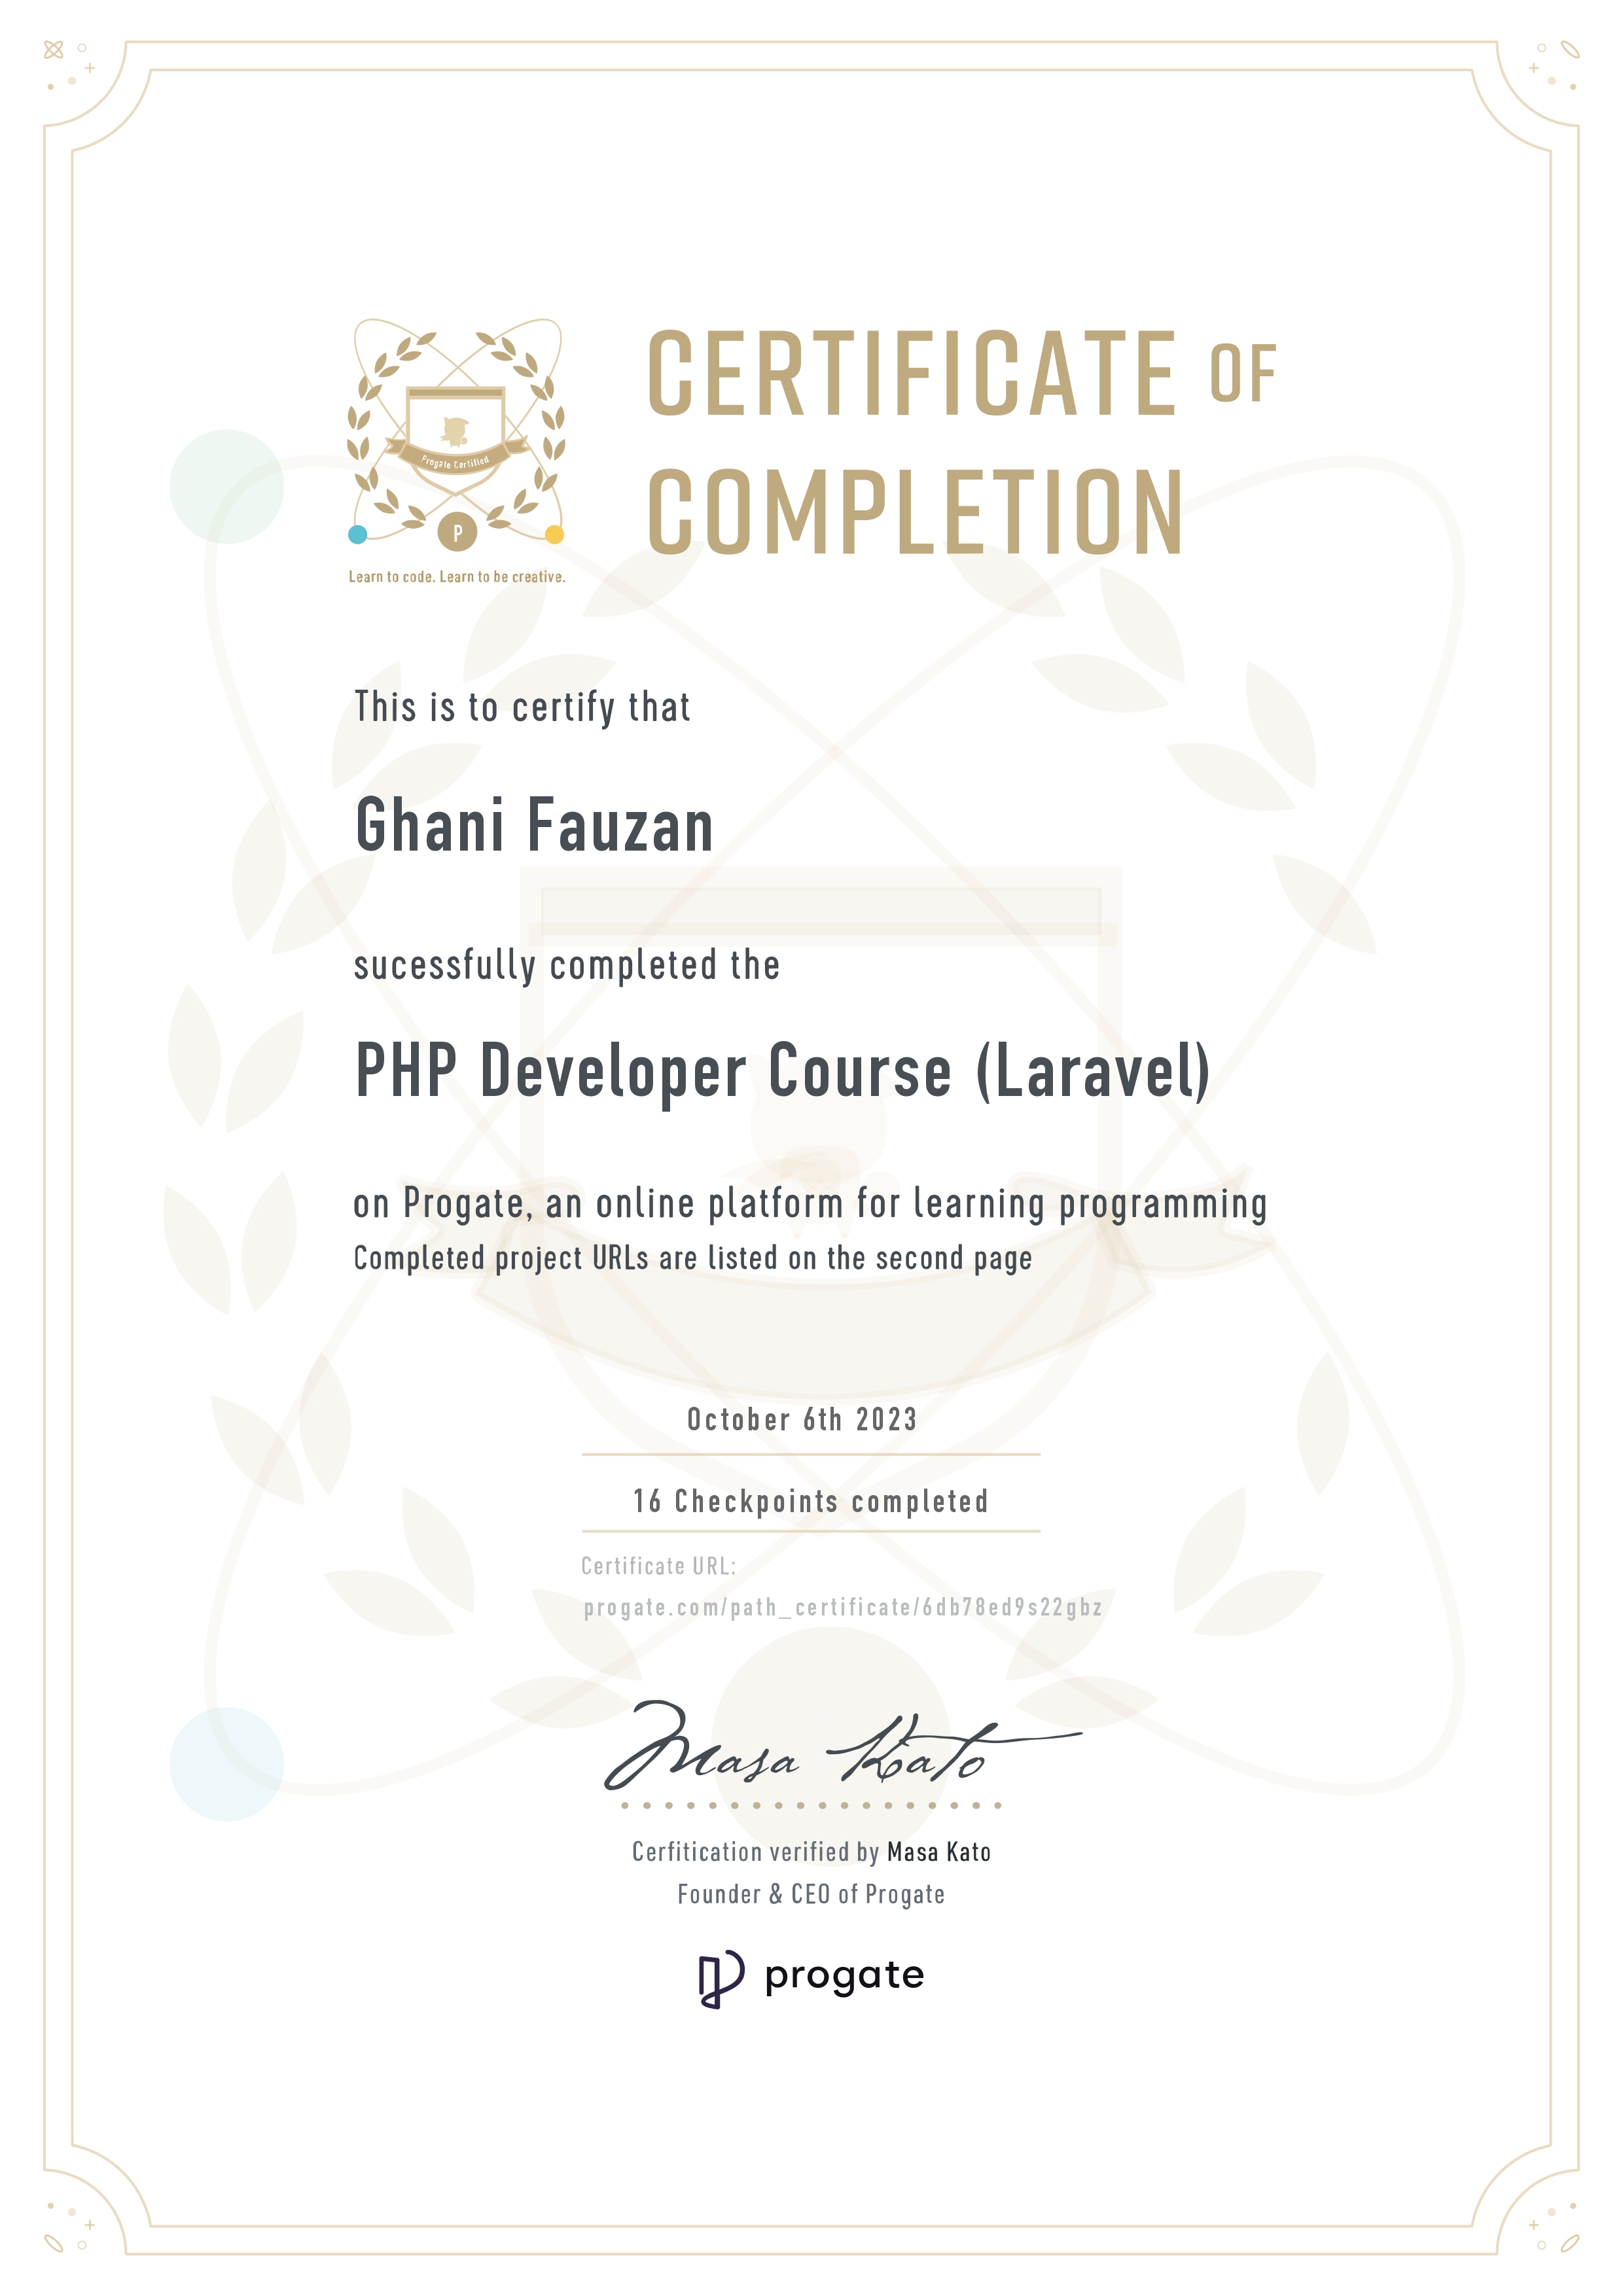 CERTIFICATE OF
COMPLETION
Progate Certified
P
Learn to code. Learn to be creative.
This is to certify that
Ghani Fauzan
sucessfully completed the
PHP Developer Course (Laravel)
on Progate, an online platform for learning programming
Completed project URLs are listed on the second page
October 6th 2023
16 Checkpoints completed
Certificate URL:
progate.com/path_certificate/6db78ed9s22gbz
Masa Kato
Cerfitication verified by Masa Kato
Founder & CEO of Progate
progate